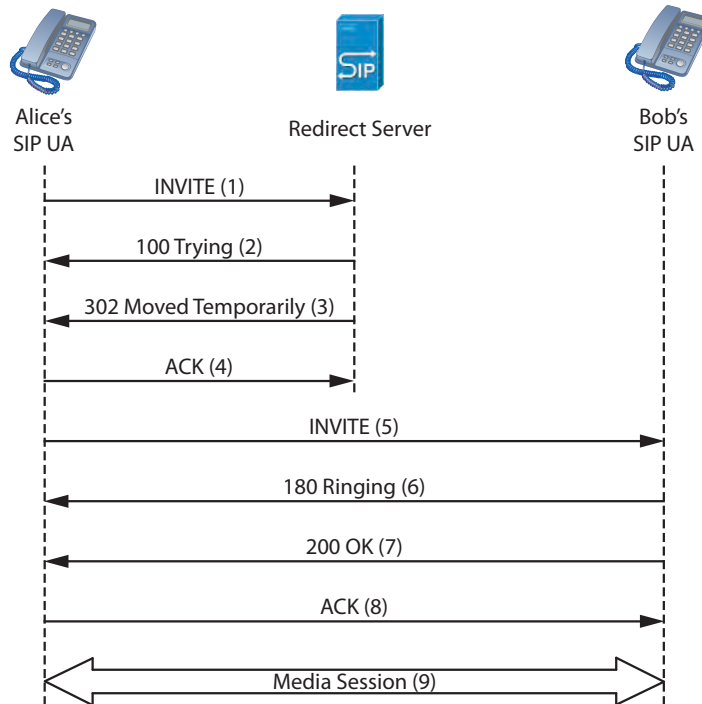 SIP
Alice's
SIP UA
Redirect Server
Bob's
SIP UA
INVITE (1)
100 Trying (2)
302 Moved Temporarily (3)
ACK (4)
INVITE (5)
180 Ringing (6)
200 OK (7)
ACK (8)
Media Session (9)